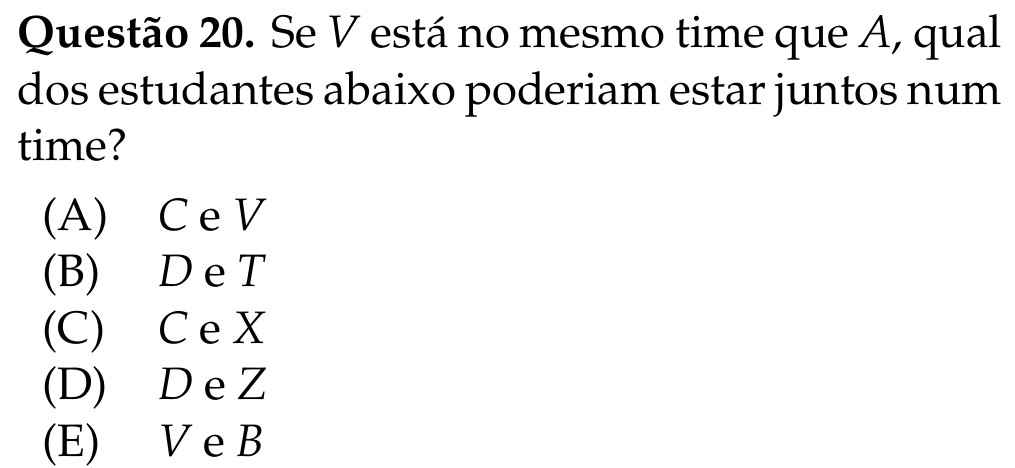 Questão 20. Se V está no mesmo time que A, qual
dos estudantes abaixo poderiam estar juntos num
time?
(A) C e V
(B) D e T
(C) C e X
(D) D e Z
(E) V e B